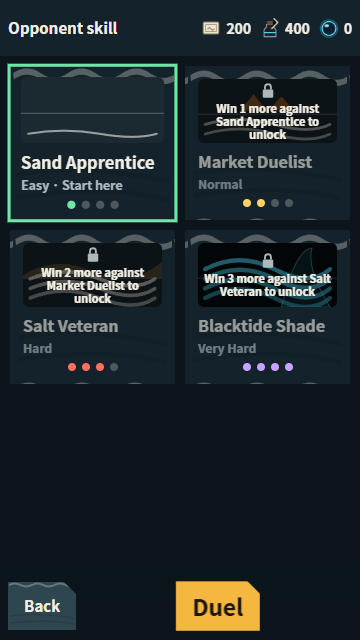 Opponent skill
200
400
0
Sand Apprentice
Easy · Start here
Win 1 more against
Sand Apprentice to
unlock
Market Duelist
Normal
Win 2 more against
Market Duelist to
unlock
Salt Veteran
Hard
Win 3 more against Salt
Veteran to unlock
Blacktide Shade
Very Hard
Back
Duel